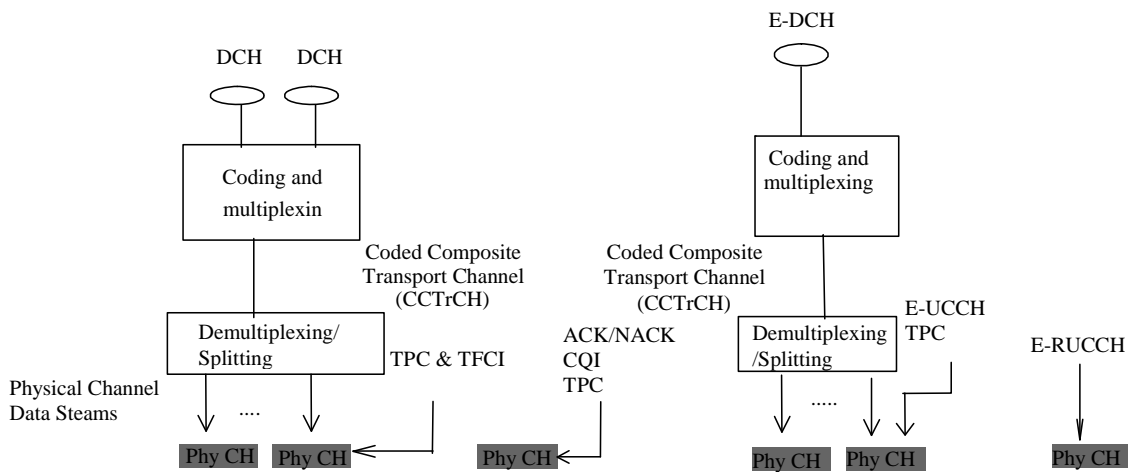 E-DCH
DCH
DCH
Coding and
multiplexin
Coding and
multiplexing
Coded Composite
Transport Channel
(CCTrCH)
Coded Composite
Transport Channel
(CCTrCH)
Demultiplexing/
Splitting
TPC & TFCI
ACK/NACK
CQI
TPC
Demultiplexing
/Splitting
E-UCCH
TPC
E-RUCCH
Physical Channel
Data Steams
....
.....
Phy CH
Phy CH
Phy CH
Phy CH
Phy CH
Phy CH